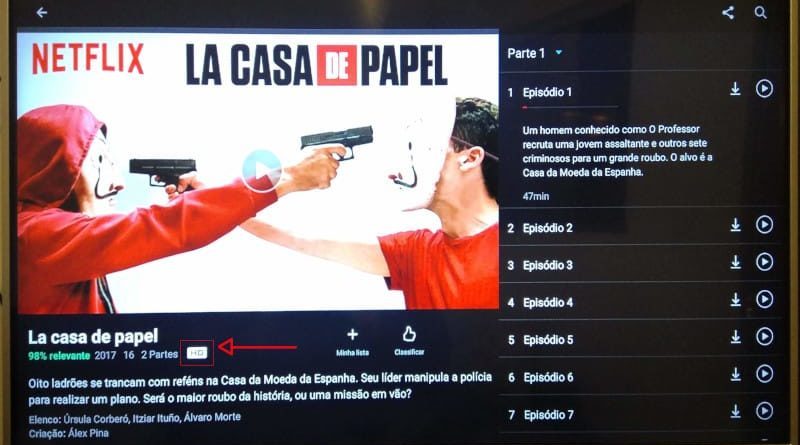 NETFLIX
LA CASA DE PAPEL
La casa de papel
98% relevante 2017 16 2 Partes HD
Minha lista
Classificar
Oito ladrões se trancam com reféns na Casa da Moeda da Espanha. Seu líder manipula a polícia
para realizar um plano. Será o maior roubo da história, ou uma missão em vão?
Elenco: Úrsula Corberó, Itziar Ituño, Álvaro Morte
Criação: Álex Pina
Parte 1
1 Episódio 1
Um homem conhecido como O Professor
recruta uma jovem assaltante e outros sete
criminosos para um grande roubo. O alvo é a
Casa da Moeda da Espanha.
47min
2 Episódio 2
3 Episódio 3
4 Episódio 4
5 Episódio 5
6 Episódio 6
7 Episódio 7